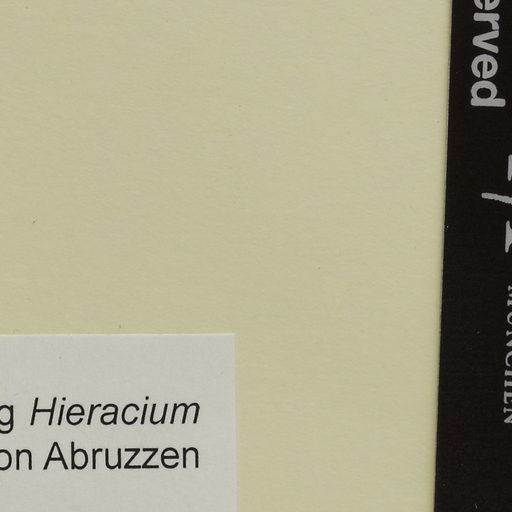 g Hieracium
on Abruzzen
erved
MÜNCHEN